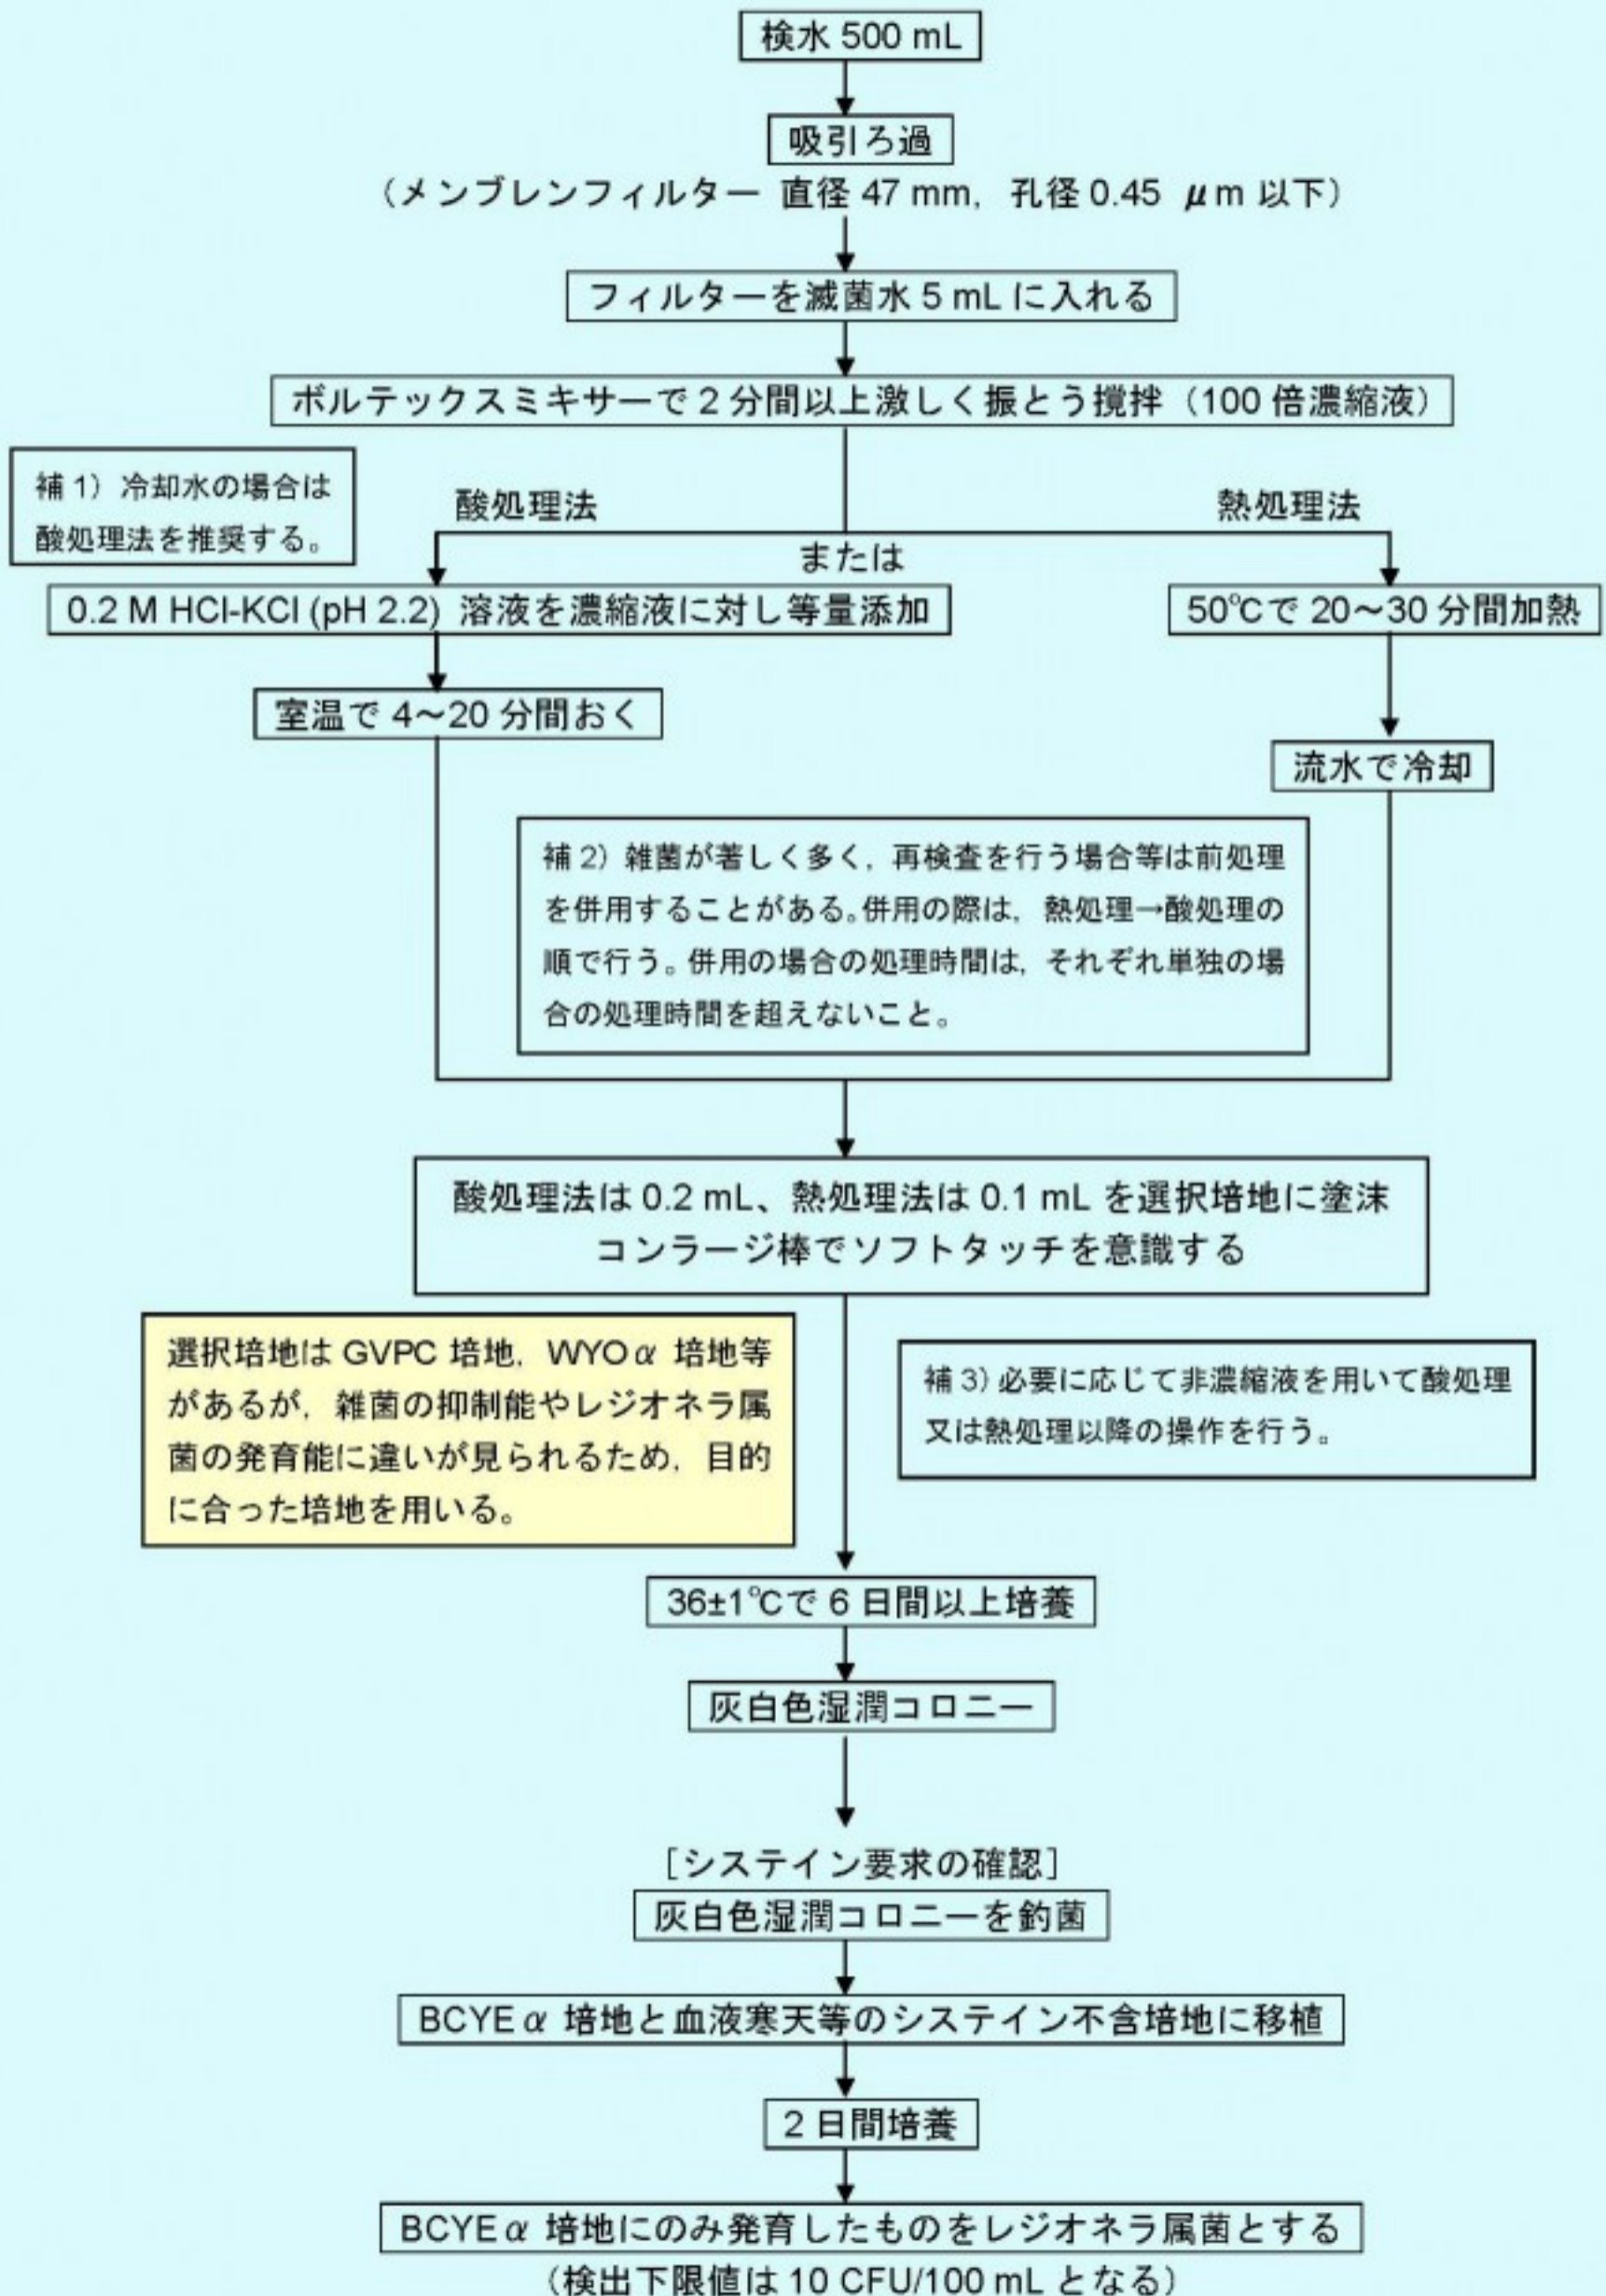 検水 500 mL
吸引ろ過
（メンブレンフィルター 直径 47 mm，孔径 0.45 μm 以下）
フィルターを滅菌水 5 mL に入れる
ボルテックスミキサーで 2 分間以上激しく振とう撹拌（100 倍濃縮液）
補 1）冷却水の場合は
酸処理法を推奨する。
酸処理法
熱処理法
または
0.2 M HCl-KCl (pH 2.2) 溶液を濃縮液に対し等量添加
50℃で 20～30 分間加熱
室温で 4～20 分間おく
流水で冷却
補 2）雑菌が著しく多く，再検査を行う場合等は前処理
を併用することがある。併用の際は，熱処理→酸処理の
順で行う。併用の場合の処理時間は，それぞれ単独の場
合の処理時間を超えないこと。
酸処理法は 0.2 mL、熱処理法は 0.1 mL を選択培地に塗沫
コンラージ棒でソフトタッチを意識する
選択培地は GVPC 培地，WYOα 培地等
があるが，雑菌の抑制能やレジオネラ属
菌の発育能に違いが見られるため，目的
に合った培地を用いる。
補 3）必要に応じて非濃縮液を用いて酸処理
又は熱処理以降の操作を行う。
36±1℃で 6 日間以上培養
灰白色湿潤コロニー
［システイン要求の確認］
灰白色湿潤コロニーを釣菌
BCYEα 培地と血液寒天等のシステイン不含培地に移植
2 日間培養
BCYEα 培地にのみ発育したものをレジオネラ属菌とする
（検出下限値は 10 CFU/100 mL となる）